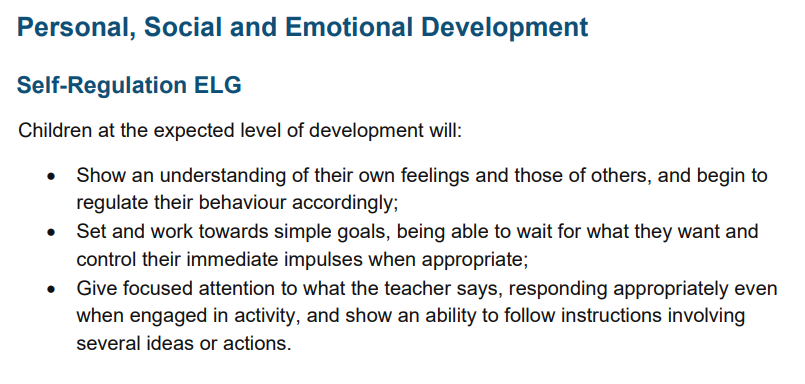 Personal, Social and Emotional Development
Self-Regulation ELG
Children at the expected level of development will:
• Show an understanding of their own feelings and those of others, and begin to
regulate their behaviour accordingly;
• Set and work towards simple goals, being able to wait for what they want and
control their immediate impulses when appropriate;
• Give focused attention to what the teacher says, responding appropriately even
when engaged in activity, and show an ability to follow instructions involving
several ideas or actions.